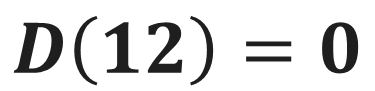 D(12) = 0